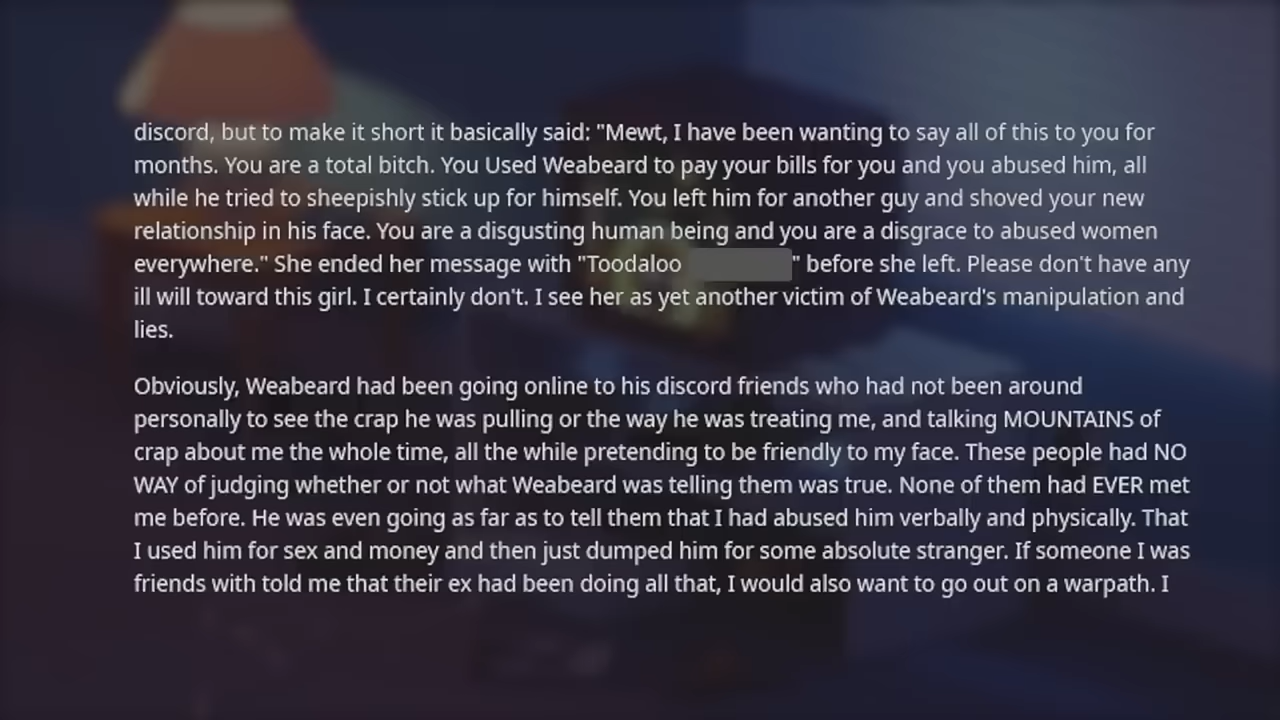 discord, but to make it short it basically said: "Mewt, I have been wanting to say all of this to you for
months. You are a total bitch. You Used Weabeard to pay your bills for you and you abused him, all
while he tried to sheepishly stick up for himself. You left him for another guy and shoved your new
relationship in his face. You are a disgusting human being and you are a disgrace to abused women
everywhere." She ended her message with "Toodaloo " before she left. Please don't have any
ill will toward this girl. I certainly don't. I see her as yet another victim of Weabeard's manipulation and
lies.
Obviously, Weabeard had been going online to his discord friends who had not been around
personally to see the crap he was pulling or the way he was treating me, and talking MOUNTAINS of
crap about me the whole time, all the while pretending to be friendly to my face. These people had NO
WAY of judging whether or not what Weabeard was telling them was true. None of them had EVER met
me before. He was even going as far as to tell them that I had abused him verbally and physically. That
I used him for sex and money and then just dumped him for some absolute stranger. If someone I was
friends with told me that their ex had been doing all that, I would also want to go out on a warpath. I